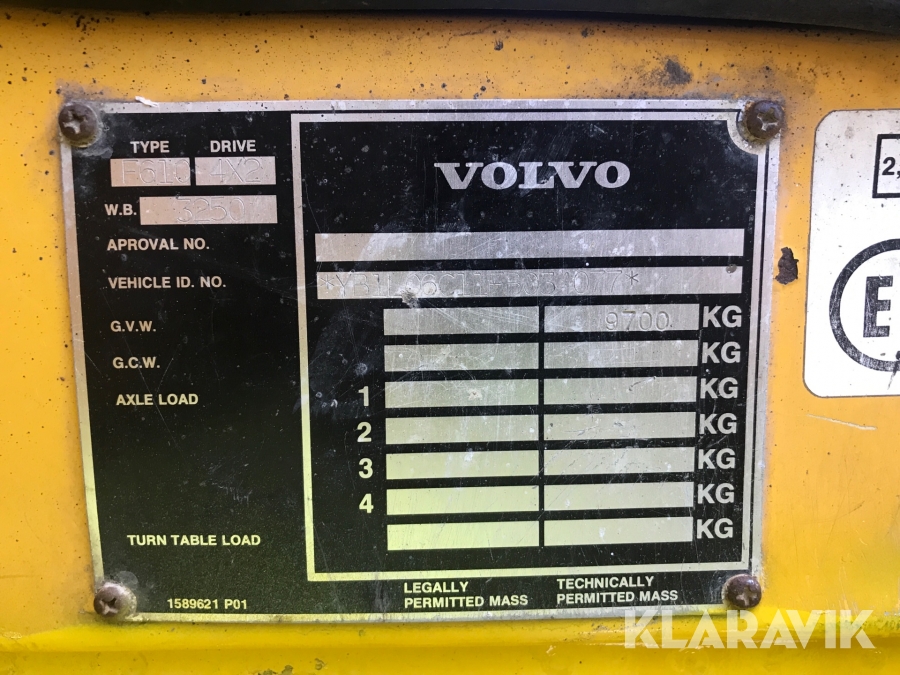 TYPE DRIVE
4X2
W.B. 3250
VOLVO
APROVAL NO.
VEHICLE ID. NO.
G.V.W. 9700 KG
G.C.W. KG
AXLE LOAD 1 KG
2 KG
3 KG
4 KG
TURN TABLE LOAD KG
LEGALLY PERMITTED MASS
TECHNICALLY PERMITTED MASS
1589621 P01
2,
E
KLARAVIK